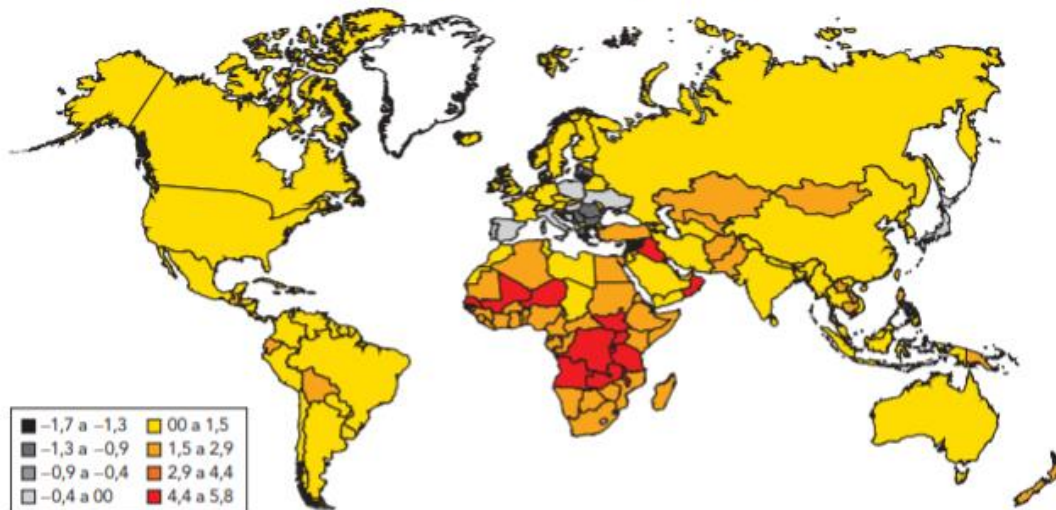 −1,7 a −1,3
−1,3 a −0,9
−0,9 a −0,4
−0,4 a 00
00 a 1,5
1,5 a 2,9
2,9 a 4,4
4,4 a 5,8